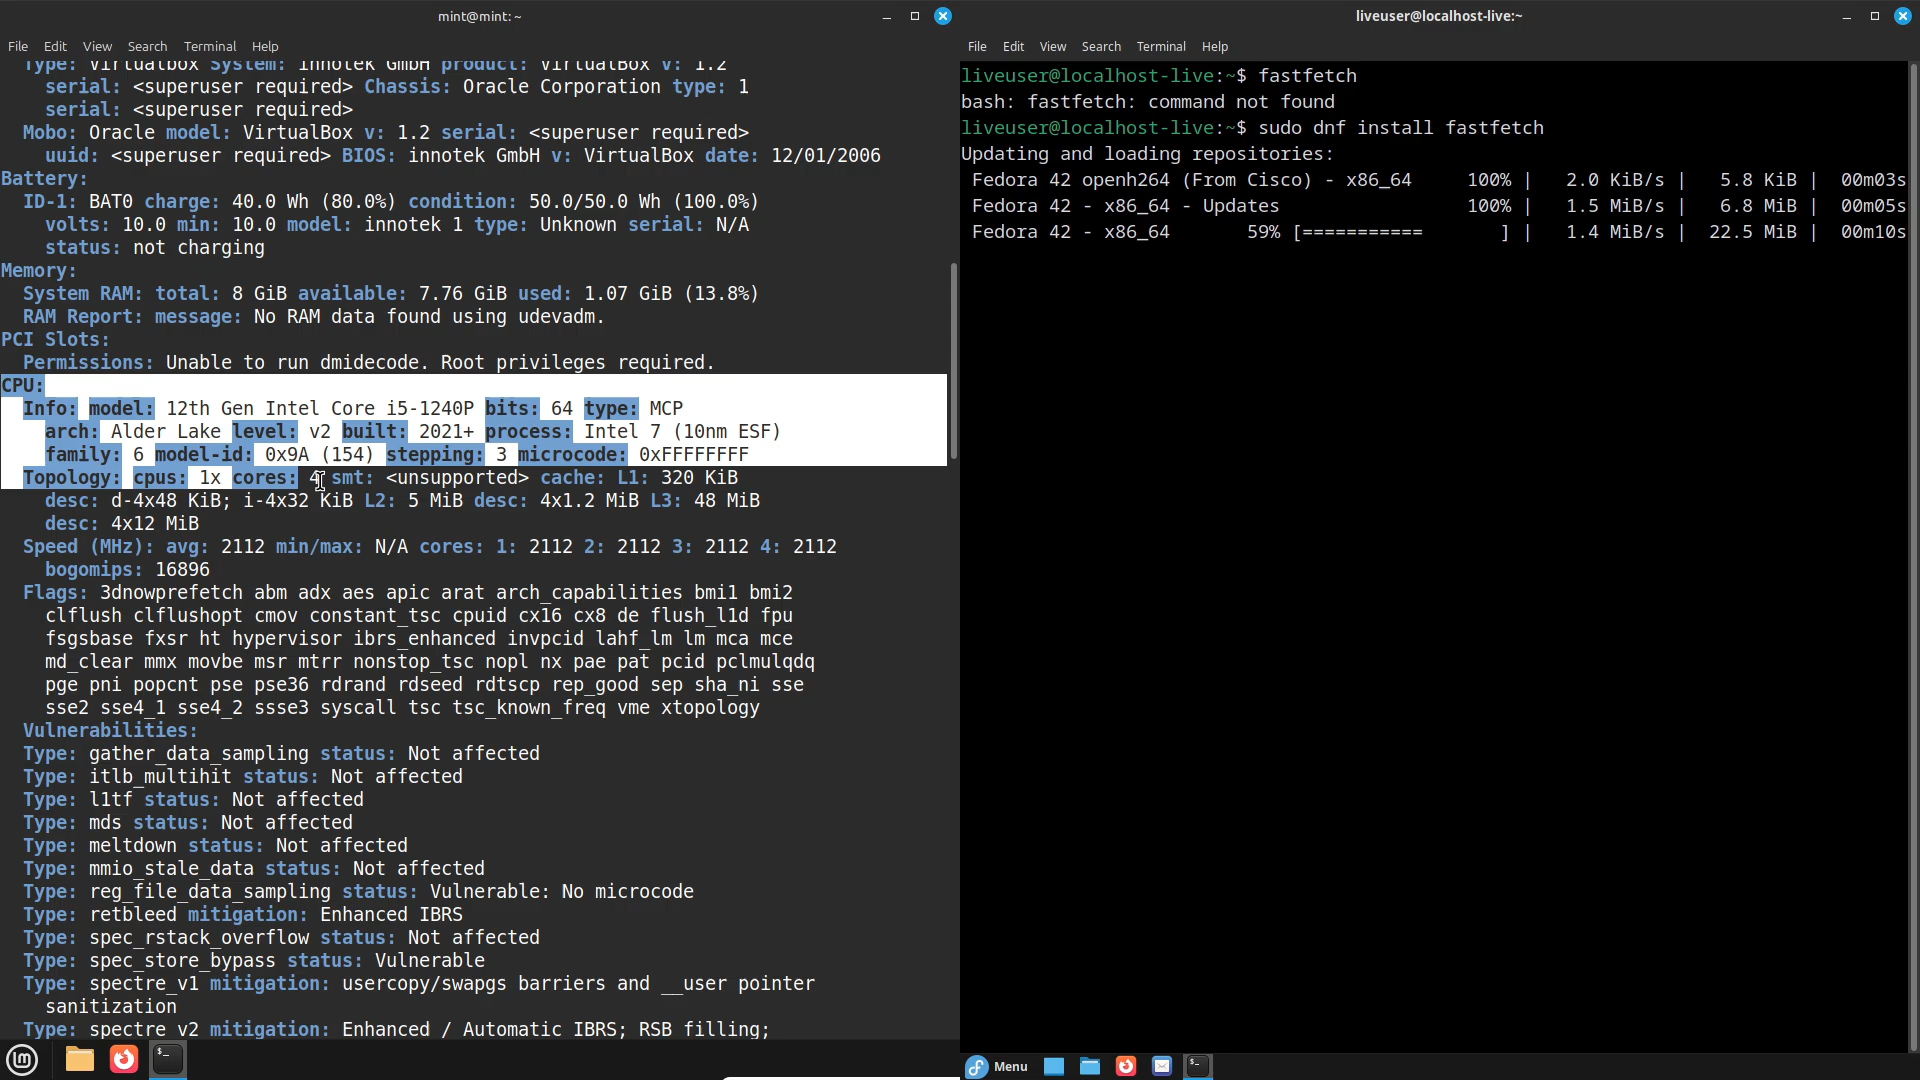 mint@mint: ~
File Edit View Search Terminal Help
Type: VirtualBox System: innotek GmbH product: VirtualBox v: 1.2
serial: <superuser required> Chassis: Oracle Corporation type: 1
serial: <superuser required>
Mobo: Oracle model: VirtualBox v: 1.2 serial: <superuser required>
uuid: <superuser required> BIOS: innotek GmbH v: VirtualBox date: 12/01/2006
Battery:
ID-1: BAT0 charge: 40.0 Wh (80.0%) condition: 50.0/50.0 Wh (100.0%)
volts: 10.0 min: 10.0 model: innotek 1 type: Unknown serial: N/A
status: not charging
Memory:
System RAM: total: 8 GiB available: 7.76 GiB used: 1.07 GiB (13.8%)
RAM Report: message: No RAM data found using udevadm.
PCI Slots:
Permissions: Unable to run dmidecode. Root privileges required.
CPU:
Info: model: 12th Gen Intel Core i5-1240P bits: 64 type: MCP
arch: Alder Lake level: v2 built: 2021+ process: Intel 7 (10nm ESF)
family: 6 model-id: 0x9A (154) stepping: 3 microcode: 0xFFFFFFFF
Topology: cpus: 1x cores: 4 smt: <unsupported> cache: L1: 320 KiB
desc: d-4x48 KiB; i-4x32 KiB L2: 5 MiB desc: 4x1.2 MiB L3: 48 MiB
desc: 4x12 MiB
Speed (MHz): avg: 2112 min/max: N/A cores: 1: 2112 2: 2112 3: 2112 4: 2112
bogomips: 16896
Flags: 3dnowprefetch abm adx aes apic arat arch_capabilities bmi1 bmi2
clflush clflushopt cmov constant_tsc cpuid cx16 cx8 de flush_l1d fpu
fsgsbase fxsr ht hypervisor ibrs_enhanced invpcid lahf_lm lm mca mce
md_clear mmx movbe msr mtrr nonstop_tsc nopl nx pae pat pcid pclmulqdq
pge pni popcnt pse pse36 rdrand rdseed rdtscp rep_good sep sha_ni sse
sse2 sse4_1 sse4_2 ssse3 syscall tsc tsc_known_freq vme xtopology
Vulnerabilities:
Type: gather_data_sampling status: Not affected
Type: itlb_multihit status: Not affected
Type: l1tf status: Not affected
Type: mds status: Not affected
Type: meltdown status: Not affected
Type: mmio_stale_data status: Not affected
Type: reg_file_data_sampling status: Vulnerable: No microcode
Type: retbleed mitigation: Enhanced IBRS
Type: spec_rstack_overflow status: Not affected
Type: spec_store_bypass status: Vulnerable
Type: spectre_v1 mitigation: usercopy/swapgs barriers and __user pointer
sanitization
Type: spectre_v2 mitigation: Enhanced / Automatic IBRS; RSB filling;
liveuser@localhost-live:~
File Edit View Search Terminal Help
liveuser@localhost-live:~$ fastfetch
bash: fastfetch: command not found
liveuser@localhost-live:~$ sudo dnf install fastfetch
Updating and loading repositories:
Fedora 42 openh264 (From Cisco) - x86_64 100% | 2.0 KiB/s | 5.8 KiB | 00m03s
Fedora 42 - x86_64 - Updates 100% | 1.5 MiB/s | 6.8 MiB | 00m05s
Fedora 42 - x86_64 59% [=========== ] | 1.4 MiB/s | 22.5 MiB | 00m10s
Menu